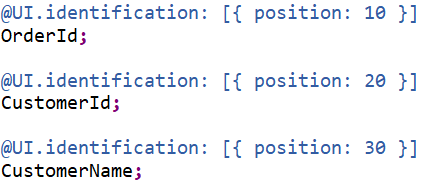 @UI.identification: [{ position: 10 }]
OrderId;
@UI.identification: [{ position: 20 }]
CustomerId;
@UI.identification: [{ position: 30 }]
CustomerName;